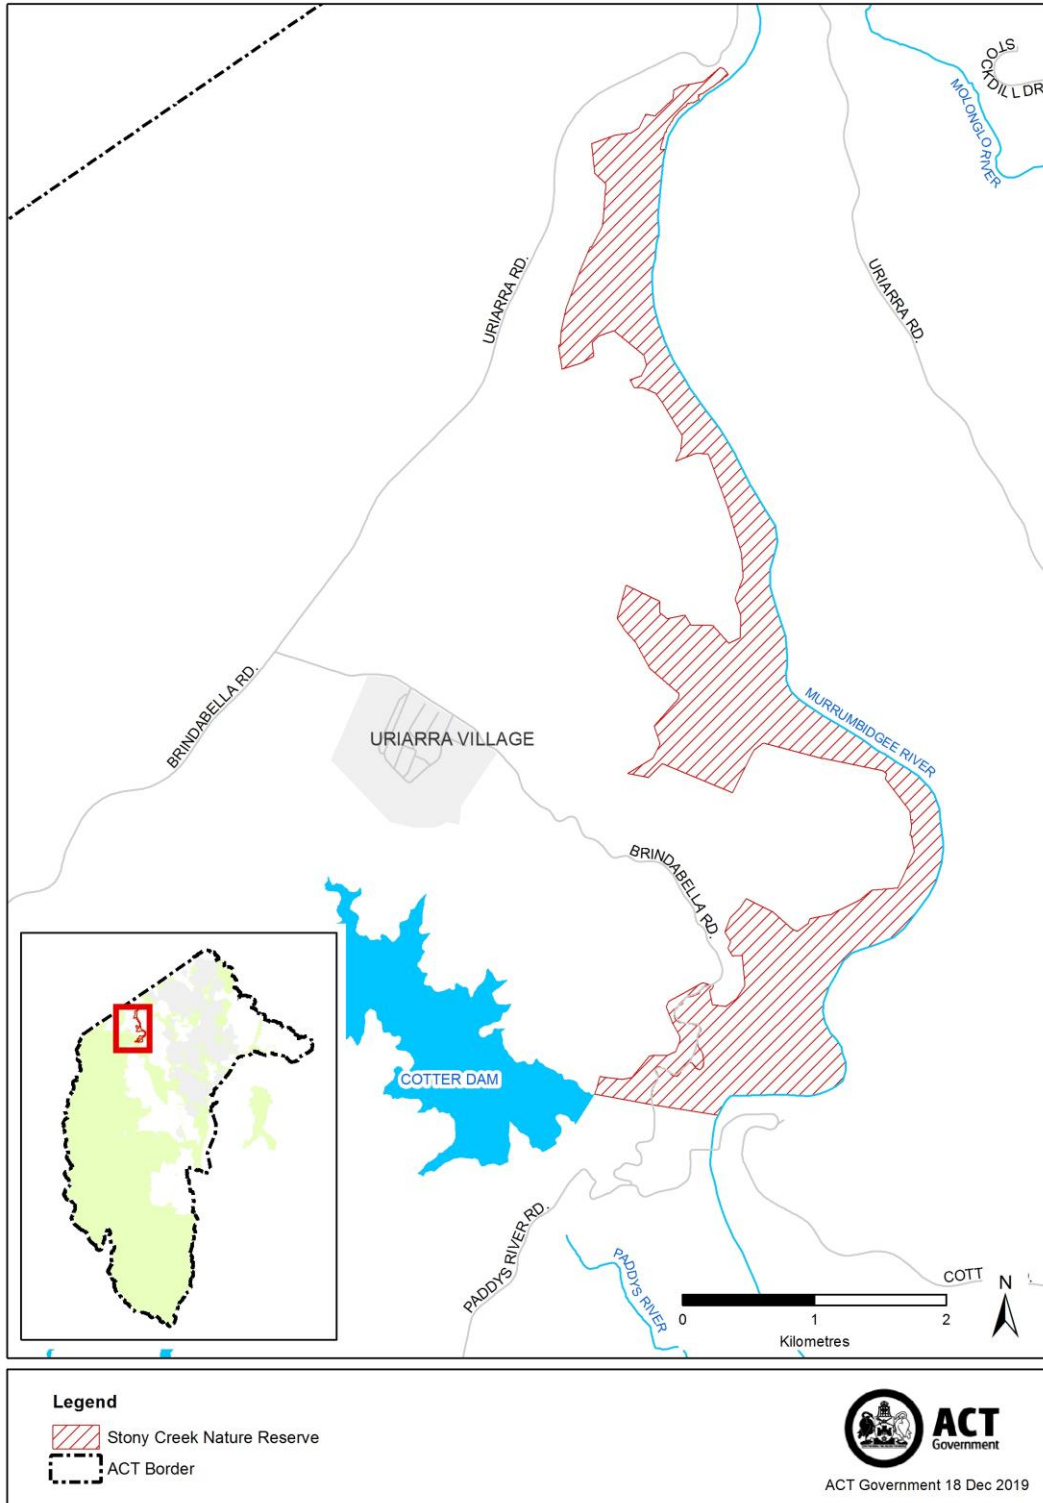 STOCKDILL DR
MOLONGLO RIVER
URIARRA RD.
URIARRA RD.
BRINDABELLA RD.
URIARRA VILLAGE
MURRUMBIDGEE RIVER
BRINDABELLA RD.
COTTER DAM
PADDYS RIVER RD.
PADDYS RIVER
COTT
N
0 1 2
Kilometres
Legend
Stony Creek Nature Reserve
ACT Border
ACT
Government
ACT Government 18 Dec 2019